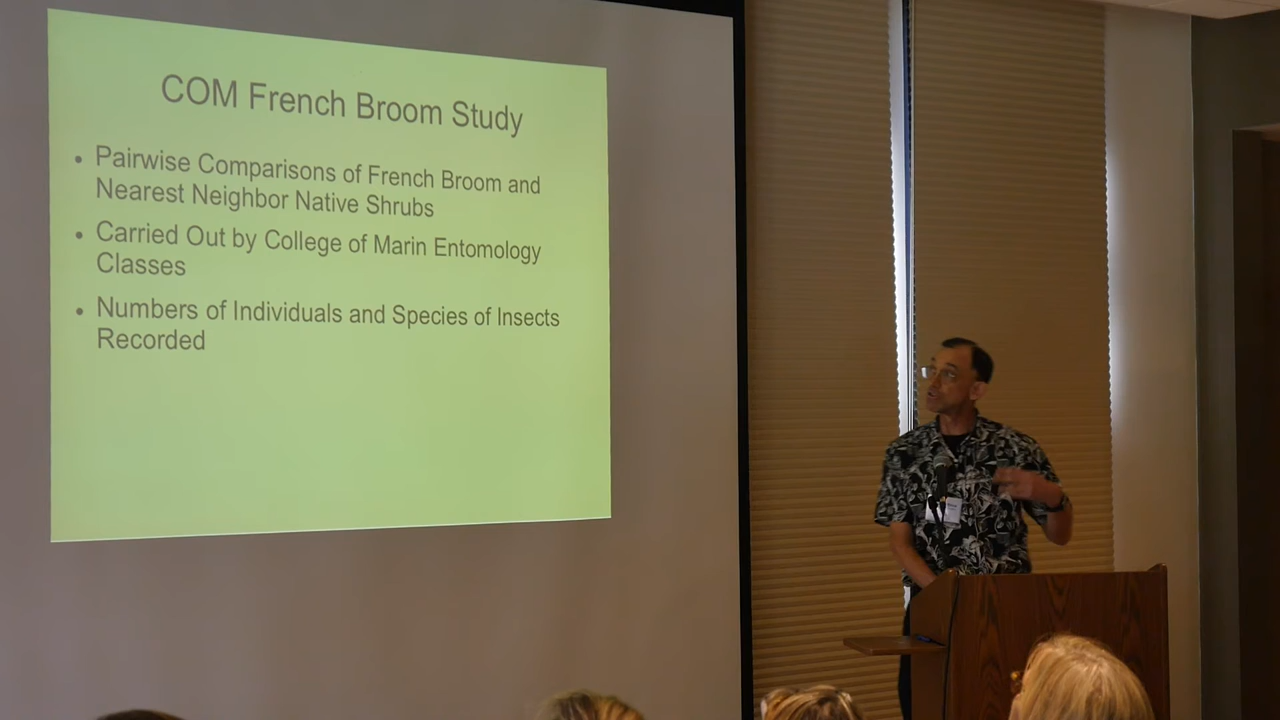 COM French Broom Study
• Pairwise Comparisons of French Broom and
Nearest Neighbor Native Shrubs
• Carried Out by College of Marin Entomology
Classes
• Numbers of Individuals and Species of Insects
Recorded